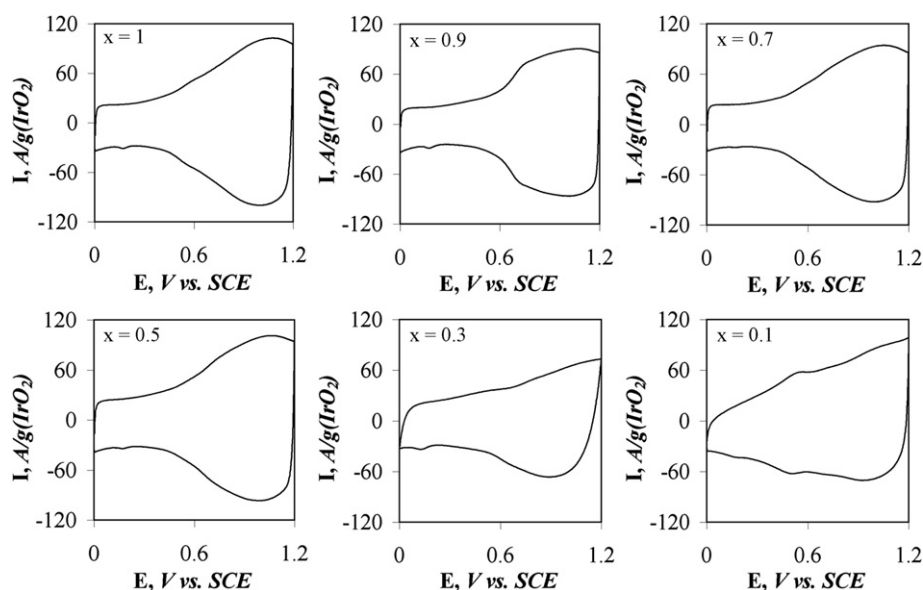 x = 1
120
60
0
-60
-120
I, A/g(IrO₂)
0
0.6
1.2
E, V vs. SCE
x = 0.9
120
60
0
-60
-120
I, A/g(IrO₂)
0
0.6
1.2
E, V vs. SCE
x = 0.7
120
60
0
-60
-120
I, A/g(IrO₂)
0
0.6
1.2
E, V vs. SCE
x = 0.5
120
60
0
-60
-120
I, A/g(IrO₂)
0
0.6
1.2
E, V vs. SCE
x = 0.3
120
60
0
-60
-120
I, A/g(IrO₂)
0
0.6
1.2
E, V vs. SCE
x = 0.1
120
60
0
-60
-120
I, A/g(IrO₂)
0
0.6
1.2
E, V vs. SCE